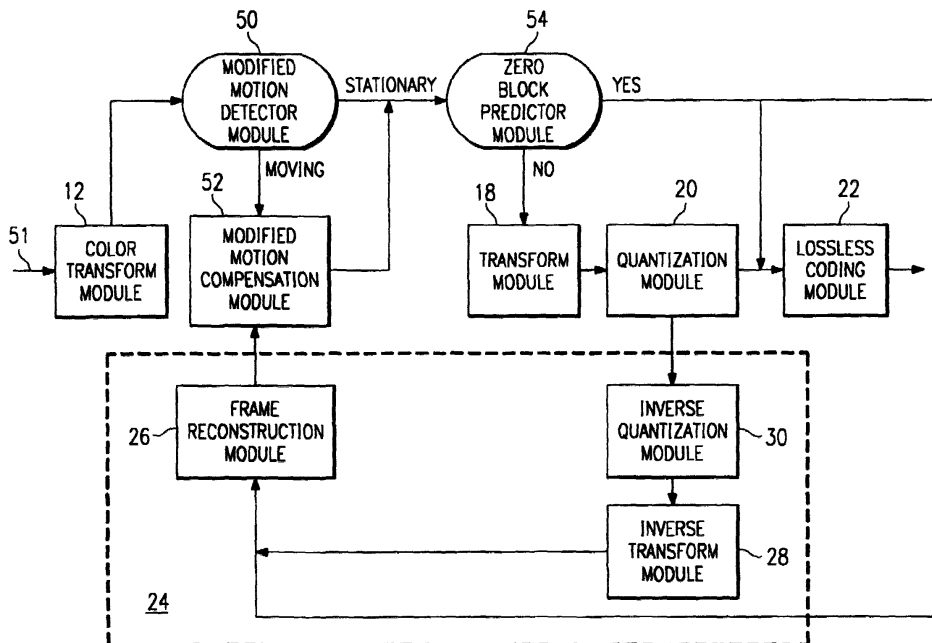 50
54
MODIFIED
MOTION
DETECTOR
MODULE
STATIONARY
ZERO
BLOCK
PREDICTOR
MODULE
YES
MOVING
NO
12
52
18
20
22
51
COLOR
TRANSFORM
MODULE
MODIFIED
MOTION
COMPENSATION
MODULE
TRANSFORM
MODULE
QUANTIZATION
MODULE
LOSSLESS
CODING
MODULE
26
FRAME
RECONSTRUCTION
MODULE
INVERSE
QUANTIZATION
MODULE
30
INVERSE
TRANSFORM
MODULE
28
24